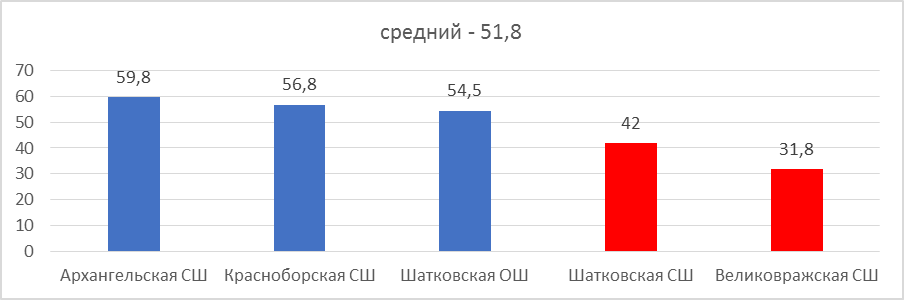 средний - 51,8
70
60
50
40
30
20
10
0
59,8
56,8
54,5
42
31,8
Архангельская СШ
Красноборская СШ
Шатковская ОШ
Шатковская СШ
Великовражская СШ